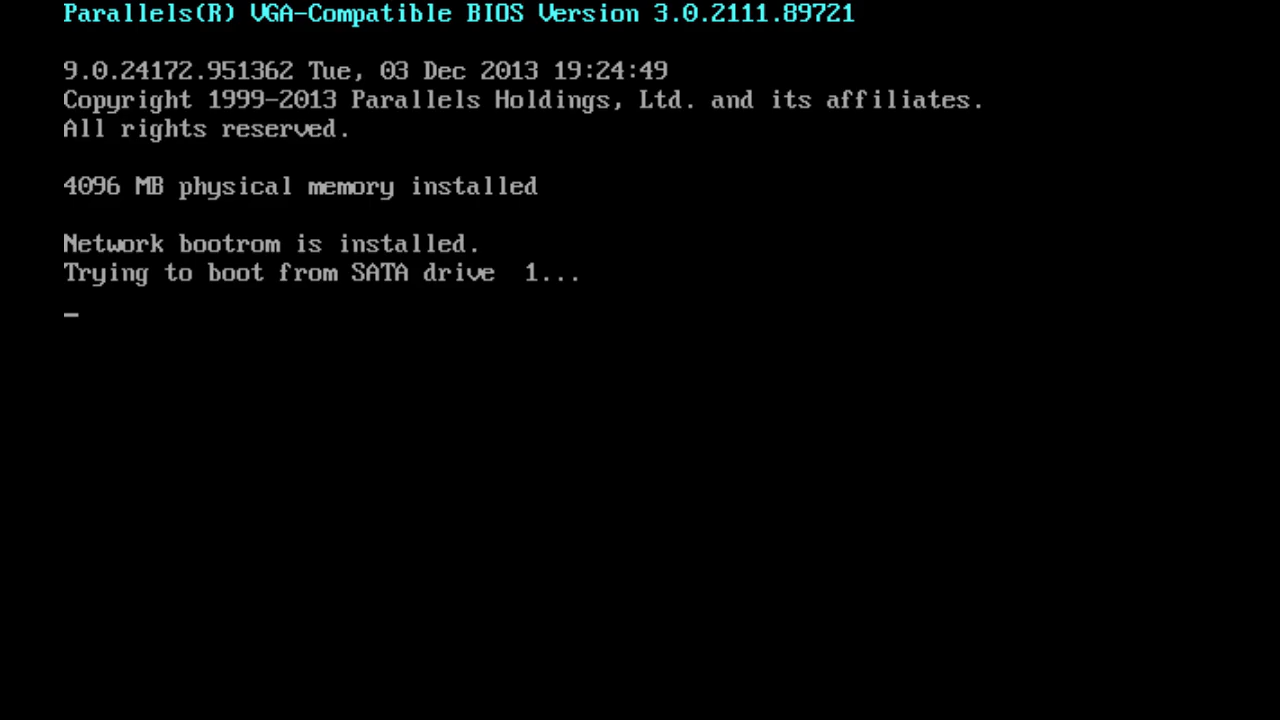 Parallels(R) VGA-Compatible BIOS Version 3.0.2111.89721
9.0.24172.951362 Tue, 03 Dec 2013 19:24:49
Copyright 1999-2013 Parallels Holdings, Ltd. and its affiliates.
All rights reserved.
4096 MB physical memory installed
Network bootrom is installed.
Trying to boot from SATA drive  1...
_